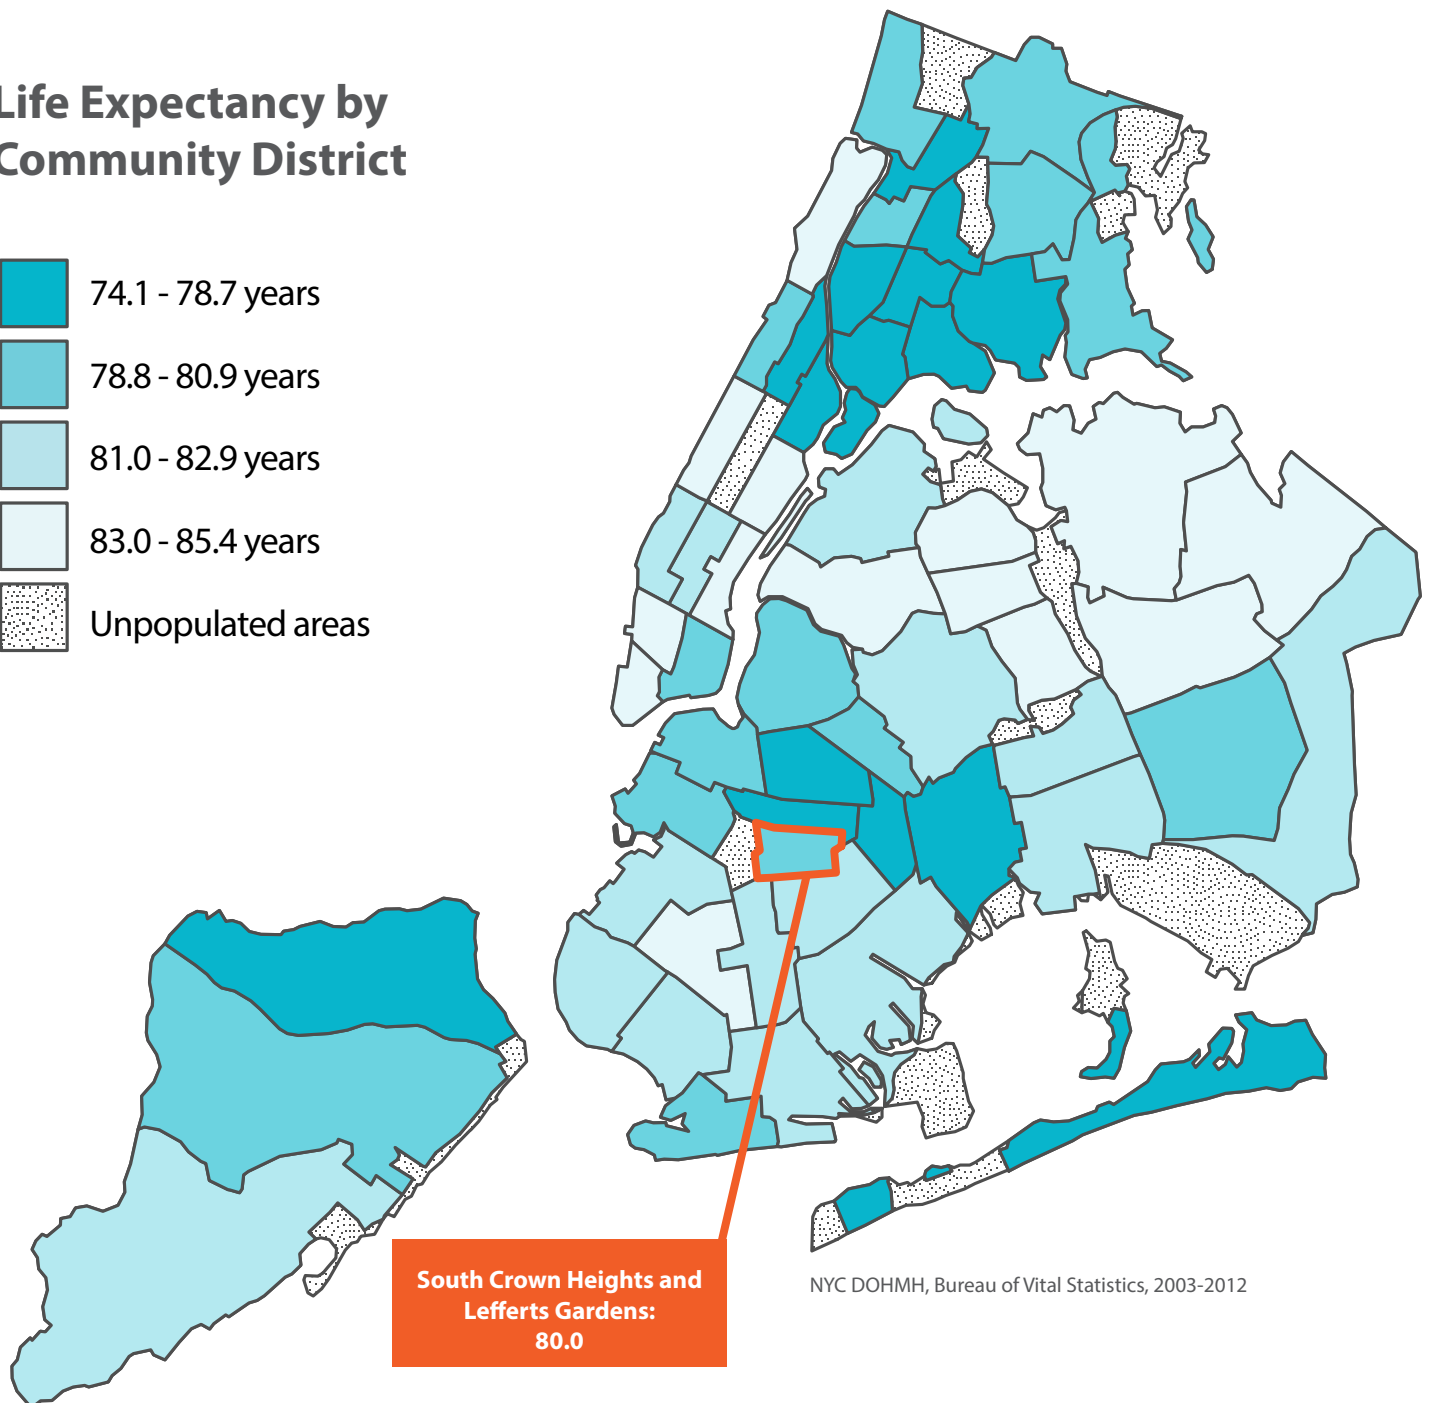 Life Expectancy by
Community District
74.1 - 78.7 years
78.8 - 80.9 years
81.0 - 82.9 years
83.0 - 85.4 years
Unpopulated areas
South Crown Heights and
Lefferts Gardens:
80.0
NYC DOHMH, Bureau of Vital Statistics, 2003-2012